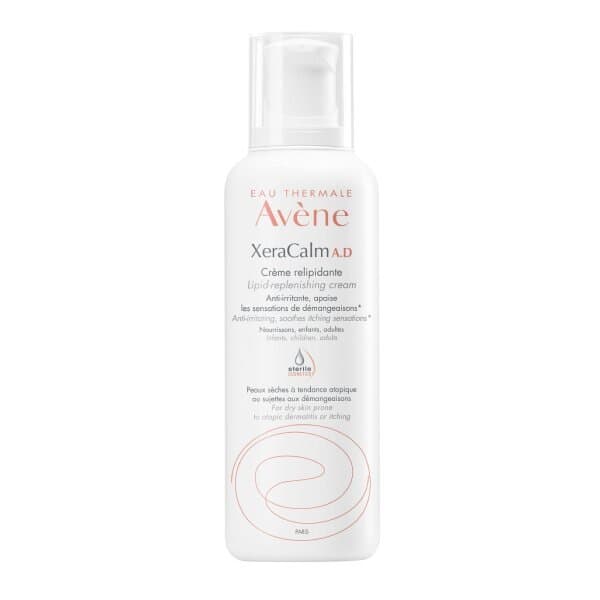 EAU THERMALE
Avène
XeraCalm A.D
Crème relipidante
Lipid-replenishing cream
Anti-irritante, apaise
les sensations de démangeaisons*
Anti-irritating, soothes itching sensations*
Nourrissons, enfants, adultes
Infants, children, adults
sterile
COSMETICS
Peaux sèches à tendance atopique
ou sujettes aux démangeaisons
For dry skin prone
to atopic dermatitis or itching
PARIS